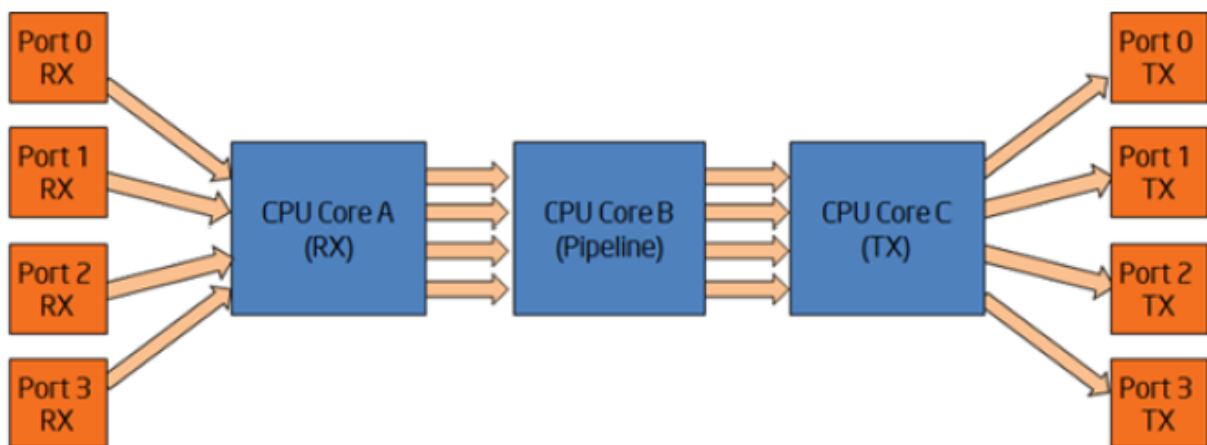 Port 0
RX
Port 1
RX
Port 2
RX
Port 3
RX
CPU Core A
(RX)
CPU Core B
(Pipeline)
CPU Core C
(TX)
Port 0
TX
Port 1
TX
Port 2
TX
Port 3
TX